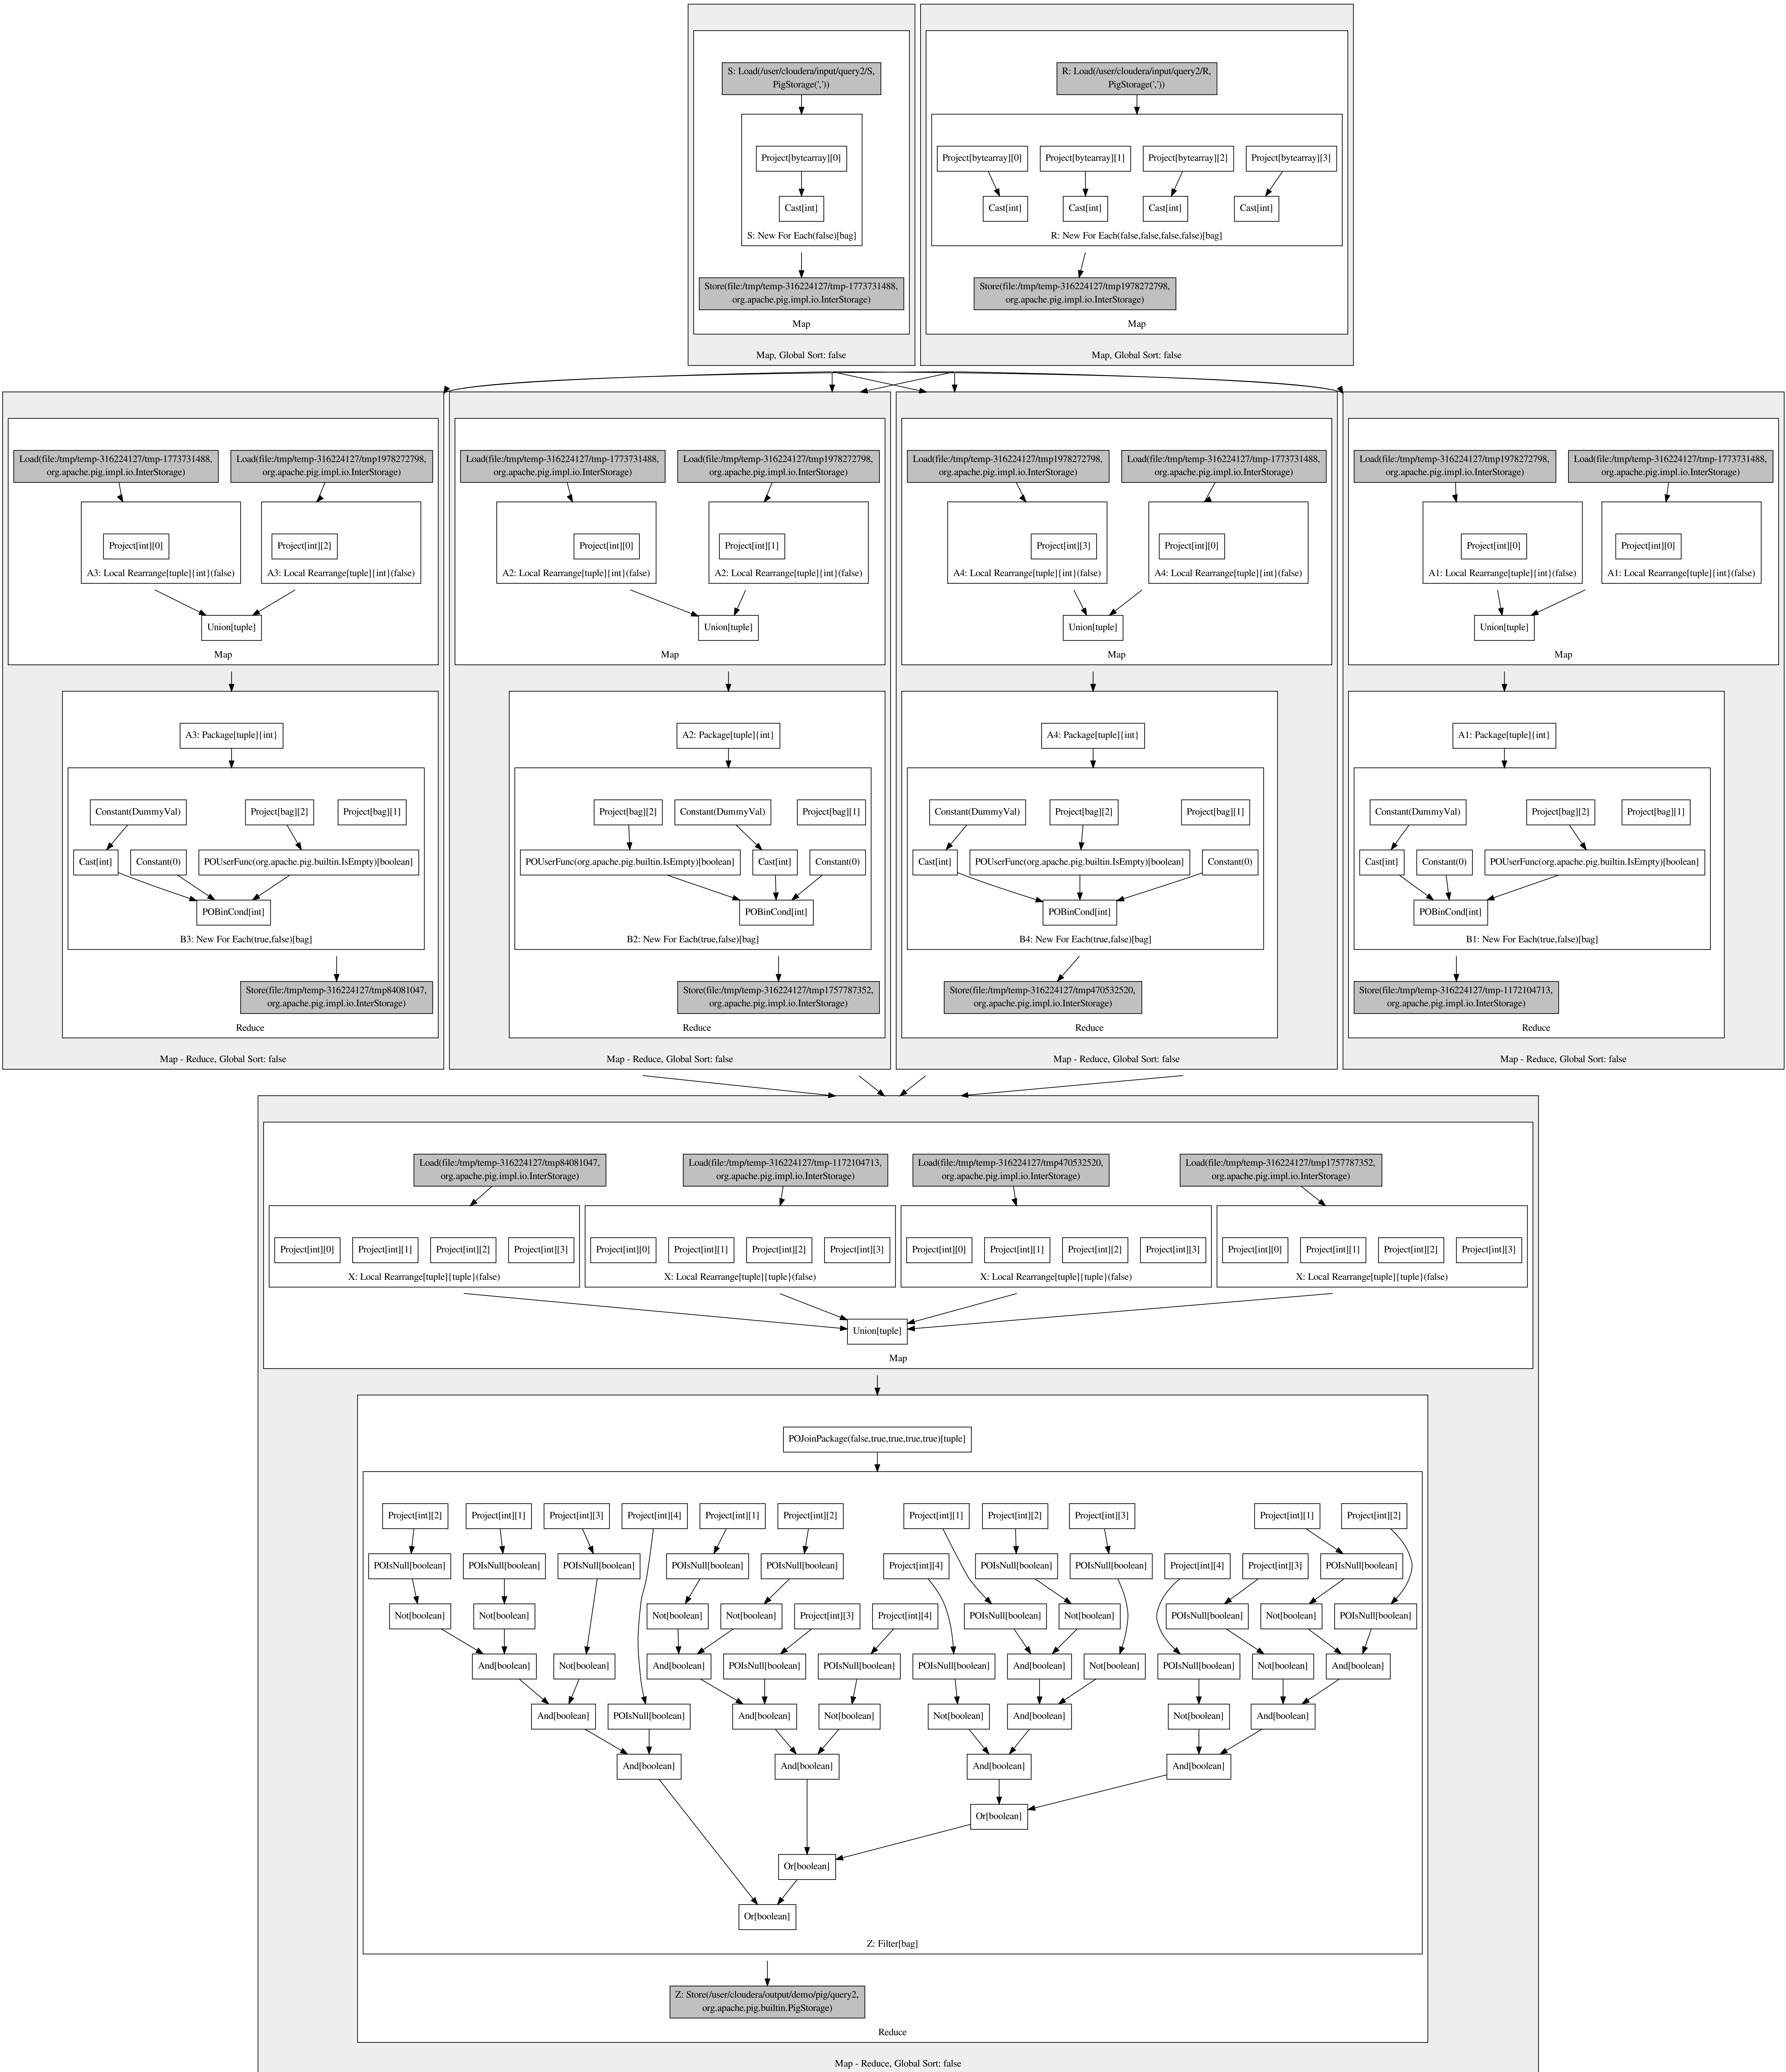 S: Load(/user/cloudera/input/query2/S,
PigStorage(','))
Project[bytearray][0]
Cast[int]
S: New For Each(false)[bag]
Store(file:/tmp/temp-316224127/tmp-1773731488,
org.apache.pig.impl.io.InterStorage)
Map
Map, Global Sort: false
R: Load(/user/cloudera/input/query2/R,
PigStorage(','))
Project[bytearray][0]
Project[bytearray][1]
Project[bytearray][2]
Project[bytearray][3]
Cast[int]
Cast[int]
Cast[int]
Cast[int]
R: New For Each(false,false,false,false)[bag]
Store(file:/tmp/temp-316224127/tmp1978272798,
org.apache.pig.impl.io.InterStorage)
Map
Map, Global Sort: false
Load(file:/tmp/temp-316224127/tmp-1773731488,
org.apache.pig.impl.io.InterStorage)
Load(file:/tmp/temp-316224127/tmp1978272798,
org.apache.pig.impl.io.InterStorage)
Project[int][0]
A3: Local Rearrange[tuple]{int}(false)
Project[int][2]
A3: Local Rearrange[tuple]{int}(false)
Union[tuple]
Map
A3: Package[tuple]{int}
Constant(DummyVal)
Project[bag][2]
Project[bag][1]
Cast[int]
Constant(0)
POUserFunc(org.apache.pig.builtin.IsEmpty)[boolean]
POBinCond[int]
B3: New For Each(true,false)[bag]
Store(file:/tmp/temp-316224127/tmp84081047,
org.apache.pig.impl.io.InterStorage)
Reduce
Map - Reduce, Global Sort: false
Load(file:/tmp/temp-316224127/tmp-1773731488,
org.apache.pig.impl.io.InterStorage)
Load(file:/tmp/temp-316224127/tmp1978272798,
org.apache.pig.impl.io.InterStorage)
Project[int][0]
A2: Local Rearrange[tuple]{int}(false)
Project[int][1]
A2: Local Rearrange[tuple]{int}(false)
Union[tuple]
Map
A2: Package[tuple]{int}
Project[bag][2]
Constant(DummyVal)
Project[bag][1]
POUserFunc(org.apache.pig.builtin.IsEmpty)[boolean]
Cast[int]
Constant(0)
POBinCond[int]
B2: New For Each(true,false)[bag]
Store(file:/tmp/temp-316224127/tmp1757787352,
org.apache.pig.impl.io.InterStorage)
Reduce
Map - Reduce, Global Sort: false
Load(file:/tmp/temp-316224127/tmp1978272798,
org.apache.pig.impl.io.InterStorage)
Load(file:/tmp/temp-316224127/tmp-1773731488,
org.apache.pig.impl.io.InterStorage)
Project[int][3]
A4: Local Rearrange[tuple]{int}(false)
Project[int][0]
A4: Local Rearrange[tuple]{int}(false)
Union[tuple]
Map
A4: Package[tuple]{int}
Constant(DummyVal)
Project[bag][2]
Project[bag][1]
Cast[int]
POUserFunc(org.apache.pig.builtin.IsEmpty)[boolean]
Constant(0)
POBinCond[int]
B4: New For Each(true,false)[bag]
Store(file:/tmp/temp-316224127/tmp470532520,
org.apache.pig.impl.io.InterStorage)
Reduce
Map - Reduce, Global Sort: false
Load(file:/tmp/temp-316224127/tmp1978272798,
org.apache.pig.impl.io.InterStorage)
Load(file:/tmp/temp-316224127/tmp-1773731488,
org.apache.pig.impl.io.InterStorage)
Project[int][0]
A1: Local Rearrange[tuple]{int}(false)
Project[int][0]
A1: Local Rearrange[tuple]{int}(false)
Union[tuple]
Map
A1: Package[tuple]{int}
Constant(DummyVal)
Project[bag][2]
Project[bag][1]
Cast[int]
Constant(0)
POUserFunc(org.apache.pig.builtin.IsEmpty)[boolean]
POBinCond[int]
B1: New For Each(true,false)[bag]
Store(file:/tmp/temp-316224127/tmp-1172104713,
org.apache.pig.impl.io.InterStorage)
Reduce
Map - Reduce, Global Sort: false
Load(file:/tmp/temp-316224127/tmp84081047,
org.apache.pig.impl.io.InterStorage)
Load(file:/tmp/temp-316224127/tmp-1172104713,
org.apache.pig.impl.io.InterStorage)
Load(file:/tmp/temp-316224127/tmp470532520,
org.apache.pig.impl.io.InterStorage)
Load(file:/tmp/temp-316224127/tmp1757787352,
org.apache.pig.impl.io.InterStorage)
Project[int][0]
Project[int][1]
Project[int][2]
Project[int][3]
X: Local Rearrange[tuple]{tuple}(false)
Project[int][0]
Project[int][1]
Project[int][2]
Project[int][3]
X: Local Rearrange[tuple]{tuple}(false)
Project[int][0]
Project[int][1]
Project[int][2]
Project[int][3]
X: Local Rearrange[tuple]{tuple}(false)
Project[int][0]
Project[int][1]
Project[int][2]
Project[int][3]
X: Local Rearrange[tuple]{tuple}(false)
Union[tuple]
Map
POJoinPackage(false,true,true,true,true)[tuple]
Project[int][2]
Project[int][1]
Project[int][3]
Project[int][4]
Project[int][1]
Project[int][2]
Project[int][1]
Project[int][2]
Project[int][3]
Project[int][1]
Project[int][2]
POIsNull[boolean]
POIsNull[boolean]
POIsNull[boolean]
POIsNull[boolean]
POIsNull[boolean]
Project[int][4]
POIsNull[boolean]
POIsNull[boolean]
Project[int][4]
Project[int][3]
POIsNull[boolean]
Not[boolean]
Not[boolean]
Not[boolean]
Not[boolean]
Project[int][3]
Project[int][4]
POIsNull[boolean]
Not[boolean]
POIsNull[boolean]
Not[boolean]
POIsNull[boolean]
And[boolean]
Not[boolean]
And[boolean]
POIsNull[boolean]
POIsNull[boolean]
POIsNull[boolean]
And[boolean]
Not[boolean]
POIsNull[boolean]
Not[boolean]
And[boolean]
And[boolean]
POIsNull[boolean]
And[boolean]
Not[boolean]
Not[boolean]
And[boolean]
Not[boolean]
And[boolean]
And[boolean]
And[boolean]
And[boolean]
And[boolean]
Or[boolean]
Or[boolean]
Or[boolean]
Z: Filter[bag]
Z: Store(/user/cloudera/output/demo/pig/query2,
org.apache.pig.builtin.PigStorage)
Reduce
Map - Reduce, Global Sort: false